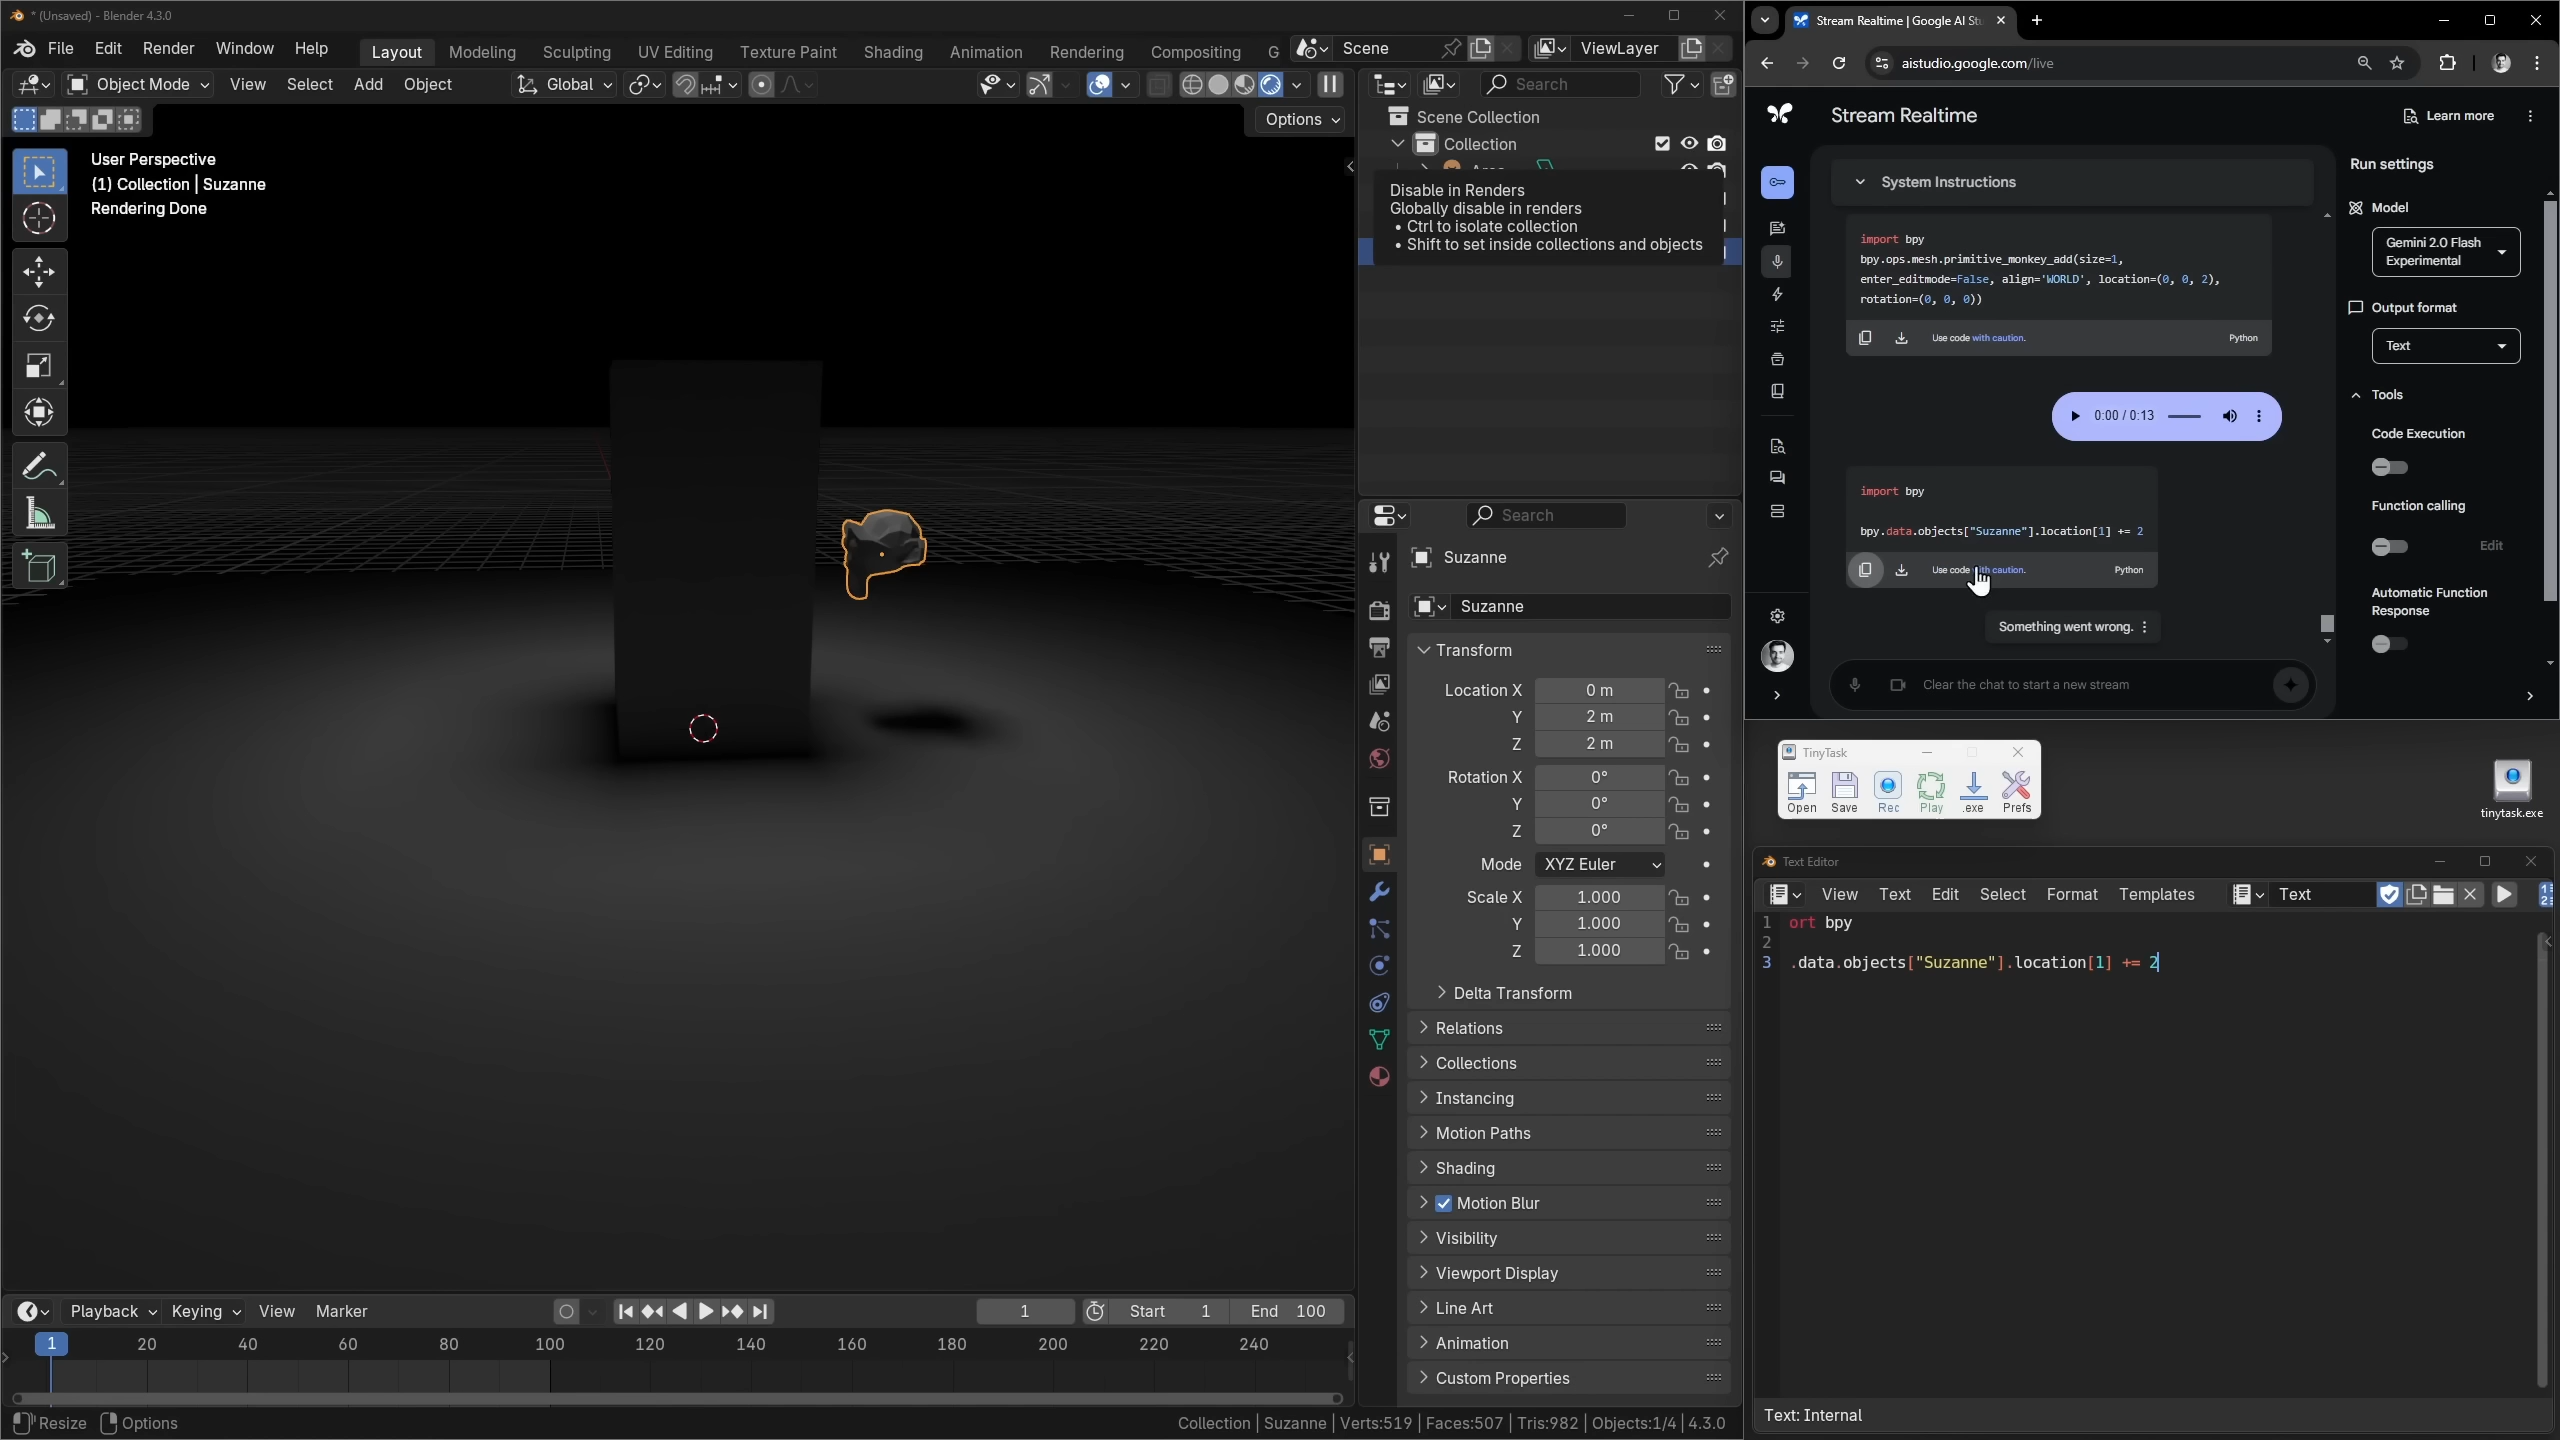 * (Unsaved) - Blender 4.3.0
File Edit Render Window Help
Layout Modeling Sculpting UV Editing Texture Paint Shading Animation Rendering Compositing G
Scene
ViewLayer
Object Mode View Select Add Object
Global
Search
Options
User Perspective
(1) Collection | Suzanne
Rendering Done
Scene Collection
Collection
Disable in Renders
Globally disable in renders
• Ctrl to isolate collection
• Shift to set inside collections and objects
Search
Suzanne
Suzanne
Transform
Location X 0 m
Y 2 m
Z 2 m
Rotation X 0°
Y 0°
Z 0°
Mode XYZ Euler
Scale X 1.000
Y 1.000
Z 1.000
Delta Transform
Relations
Collections
Instancing
Motion Paths
Shading
Motion Blur
Visibility
Viewport Display
Line Art
Animation
Custom Properties
Playback Keying View Marker
1 Start 1 End 100
1 20 40 60 80 100 120 140 160 180 200 220 240
Resize Options
Collection | Suzanne | Verts:519 | Faces:507 | Tris:982 | Objects:1/4 | 4.3.0
Stream Realtime | Google AI St
aistudio.google.com/live
Stream Realtime
Learn more
System Instructions
import bpy
bpy.ops.mesh.primitive_monkey_add(size=1,
enter_editmode=False, align='WORLD', location=(0, 0, 2),
rotation=(0, 0, 0))
Use code with caution. Python
0:00 / 0:13
import bpy
bpy.data.objects["Suzanne"].location[1] += 2
Use code with caution. Python
Something went wrong.
Clear the chat to start a new stream
Run settings
Model
Gemini 2.0 Flash
Experimental
Output format
Text
Tools
Code Execution
Function calling
Edit
Automatic Function
Response
TinyTask
Open Save Rec Play .exe Prefs
tinytask.exe
Text Editor
View Text Edit Select Format Templates
Text
1 ort bpy
2
3 .data.objects["Suzanne"].location[1] += 2
Text: Internal